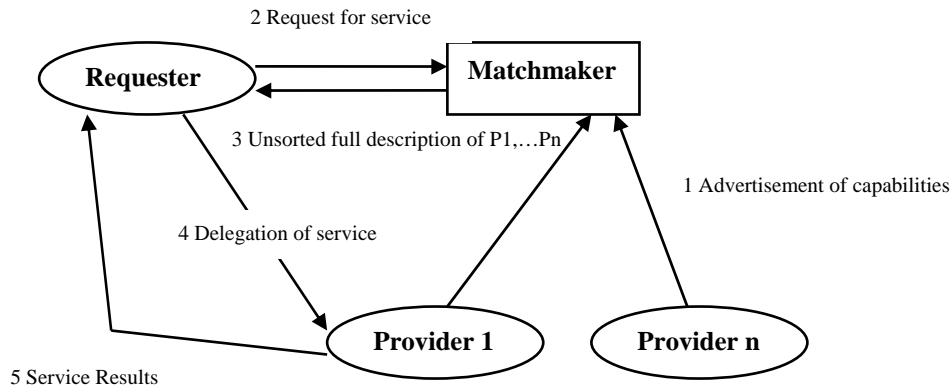 2 Request for service
Requester
Matchmaker
3 Unsorted full description of P1,…Pn
1 Advertisement of capabilities
4 Delegation of service
Provider 1
Provider n
5 Service Results